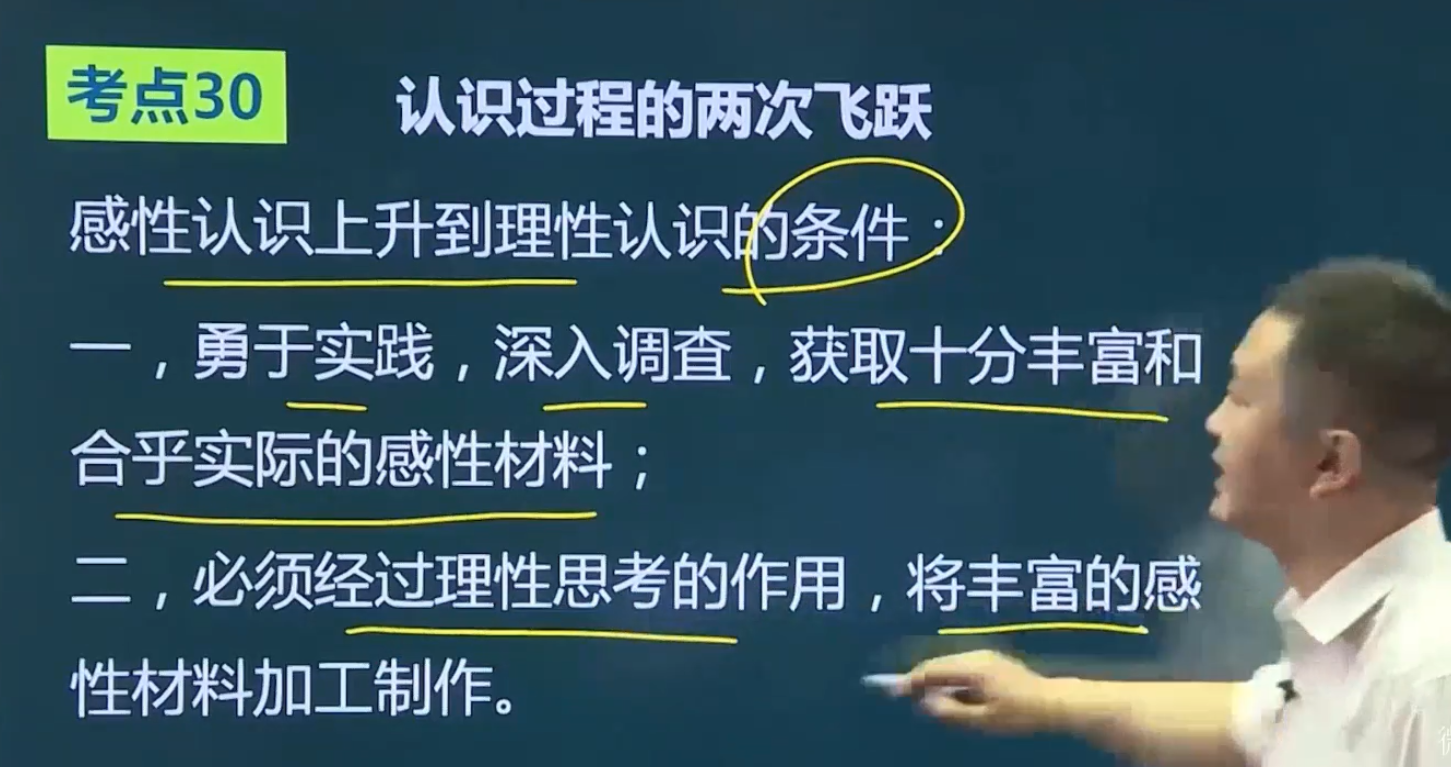 考点30
认识过程的两次飞跃
感性认识上升到理性认识的条件：
一，勇于实践，深入调查，获取十分丰富和
合乎实际的感性材料；
二，必须经过理性思考的作用，将丰富的感
性材料加工制作。